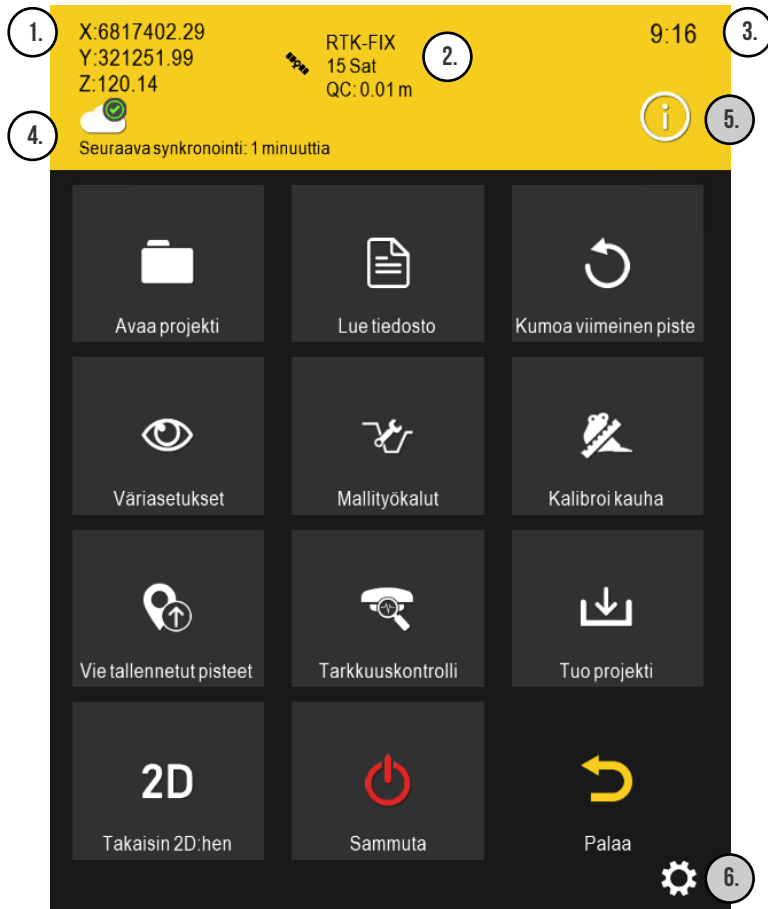 1.
X:6817402.29
Y:321251.99
Z:120.14
RTK-FIX
15 Sat
QC: 0.01 m
2.
9:16
3.
4.
Seuraava synkronointi: 1 minuuttia
i
5.
Avaa projekti
Lue tiedosto
Kumoa viimeinen piste
Väriasetukset
Mallityökalut
Kalibroi kauha
Vie tallennetut pisteet
Tarkkuuskontrolli
Tuo projekti
2D
Takaisin 2D:hen
Sammuta
Palaa
6.